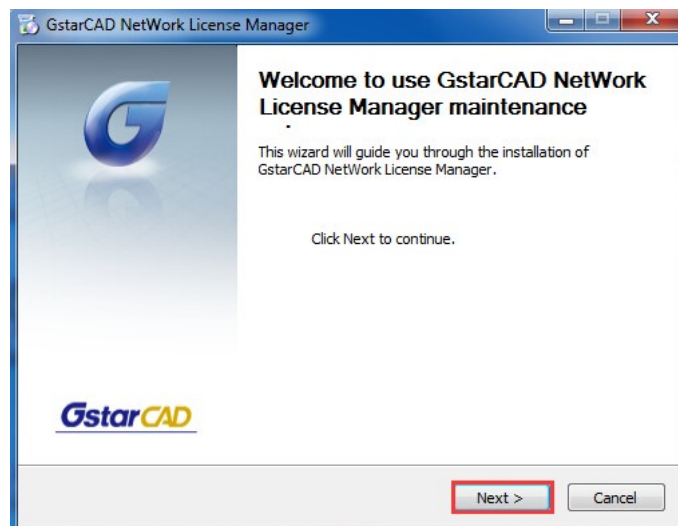 GstarCAD NetWork License Manager
Welcome to use GstarCAD NetWork
License Manager maintenance
This wizard will guide you through the installation of
GstarCAD NetWork License Manager.
Click Next to continue.
GstarCAD
Next >
Cancel